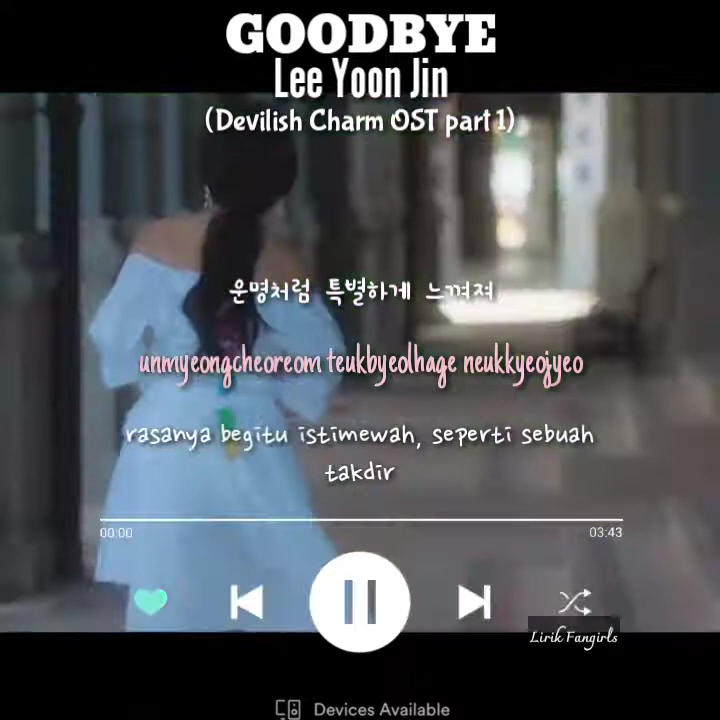 GOODBYE
Lee Yoon Jin
(Devilish Charm OST part 1)
운명처럼 특별하게 느껴져
unmyeongcheoreom teukbyeolhage neukkyeojyeo
rasanya begitu istimewah, seperti sebuah
takdir
00:00 03:43
Lirik Fangirls
Devices Available